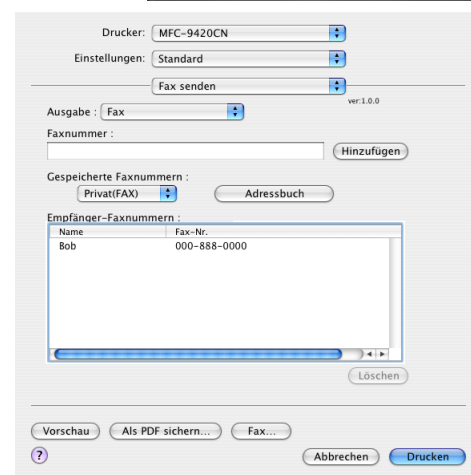 Drucker: MFC-9420CN
Einstellungen: Standard
Fax senden
ver:1.0.0
Ausgabe : Fax
Faxnummer :
Hinzufügen
Gespeicherte Faxnummern :
Privat(FAX) Adressbuch
Empfänger-Faxnummern :
Name Fax-Nr.
Bob 000-888-0000
Löschen
Vorschau Als PDF sichern... Fax...
? Abbrechen Drucken